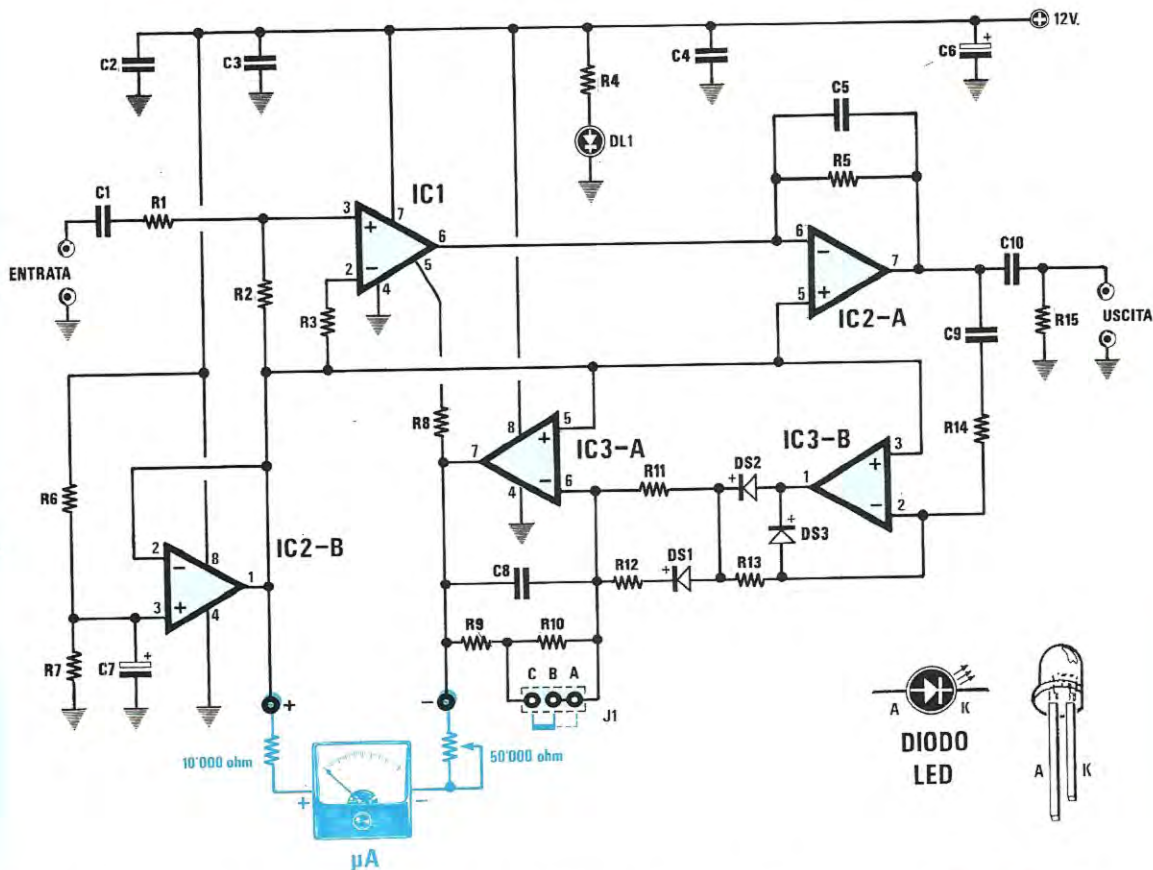 12V.
C2
C3
R4
C4
C6
+
DL1
C5
R5
C1
R1
IC1
ENTRATA
R2
3
+
7
6
2
−
5
4
R3
6
−
7
5
+
IC2-A
C10
USCITA
R15
C9
R14
R6
R8
8
5
+
7
IC3-A
−
6
4
R11
DS2
+
1
IC3-B
+
3
−
2
DS3
+
IC2-B
2
−
8
1
3
+
4
C8
R12
DS1
+
R13
R7
C7
+
R9
R10
C B A
J1
+
−
10'000 ohm
50'000 ohm
+
−
µA
A
K
DIODO
LED
A
K